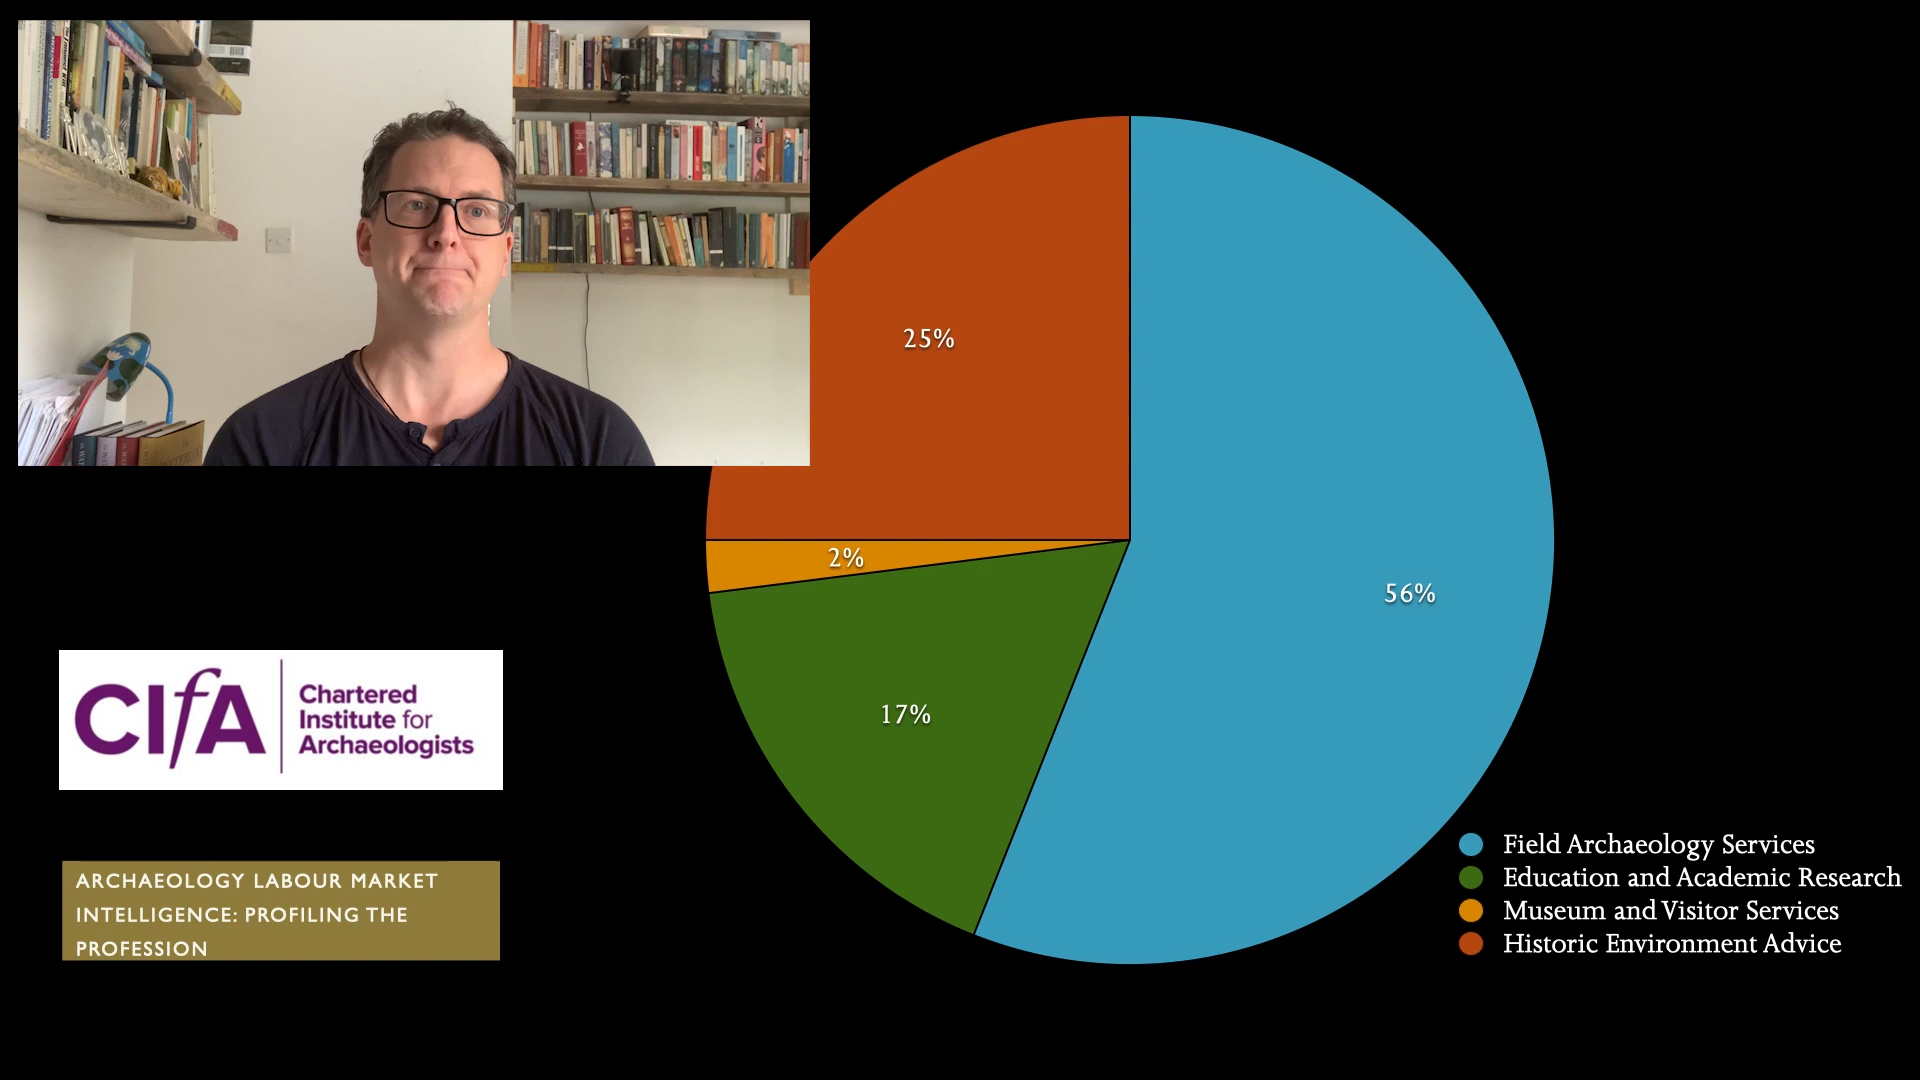 25%
2%
56%
17%
CIfA
Chartered
Institute for
Archaeologists
ARCHAEOLOGY LABOUR MARKET
INTELLIGENCE: PROFILING THE
PROFESSION
Field Archaeology Services
Education and Academic Research
Museum and Visitor Services
Historic Environment Advice